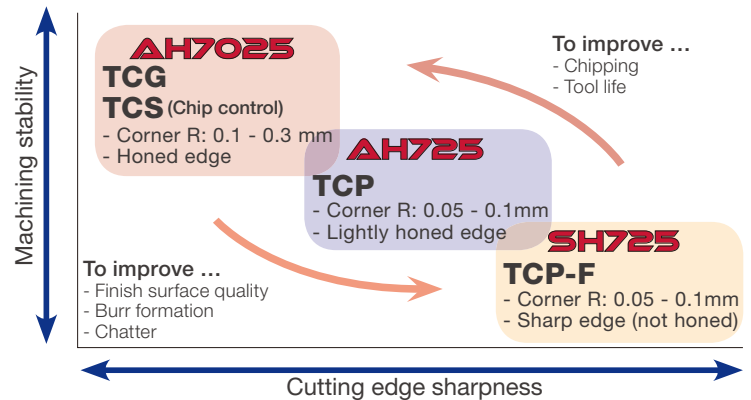 Machining stability
AH7025
TCG
TCS (Chip control)
- Corner R: 0.1 - 0.3 mm
- Honed edge
To improve ...
- Chipping
- Tool life
AH725
TCP
- Corner R: 0.05 - 0.1mm
- Lightly honed edge
SH725
TCP-F
- Corner R: 0.05 - 0.1mm
- Sharp edge (not honed)
To improve ...
- Finish surface quality
- Burr formation
- Chatter
Cutting edge sharpness